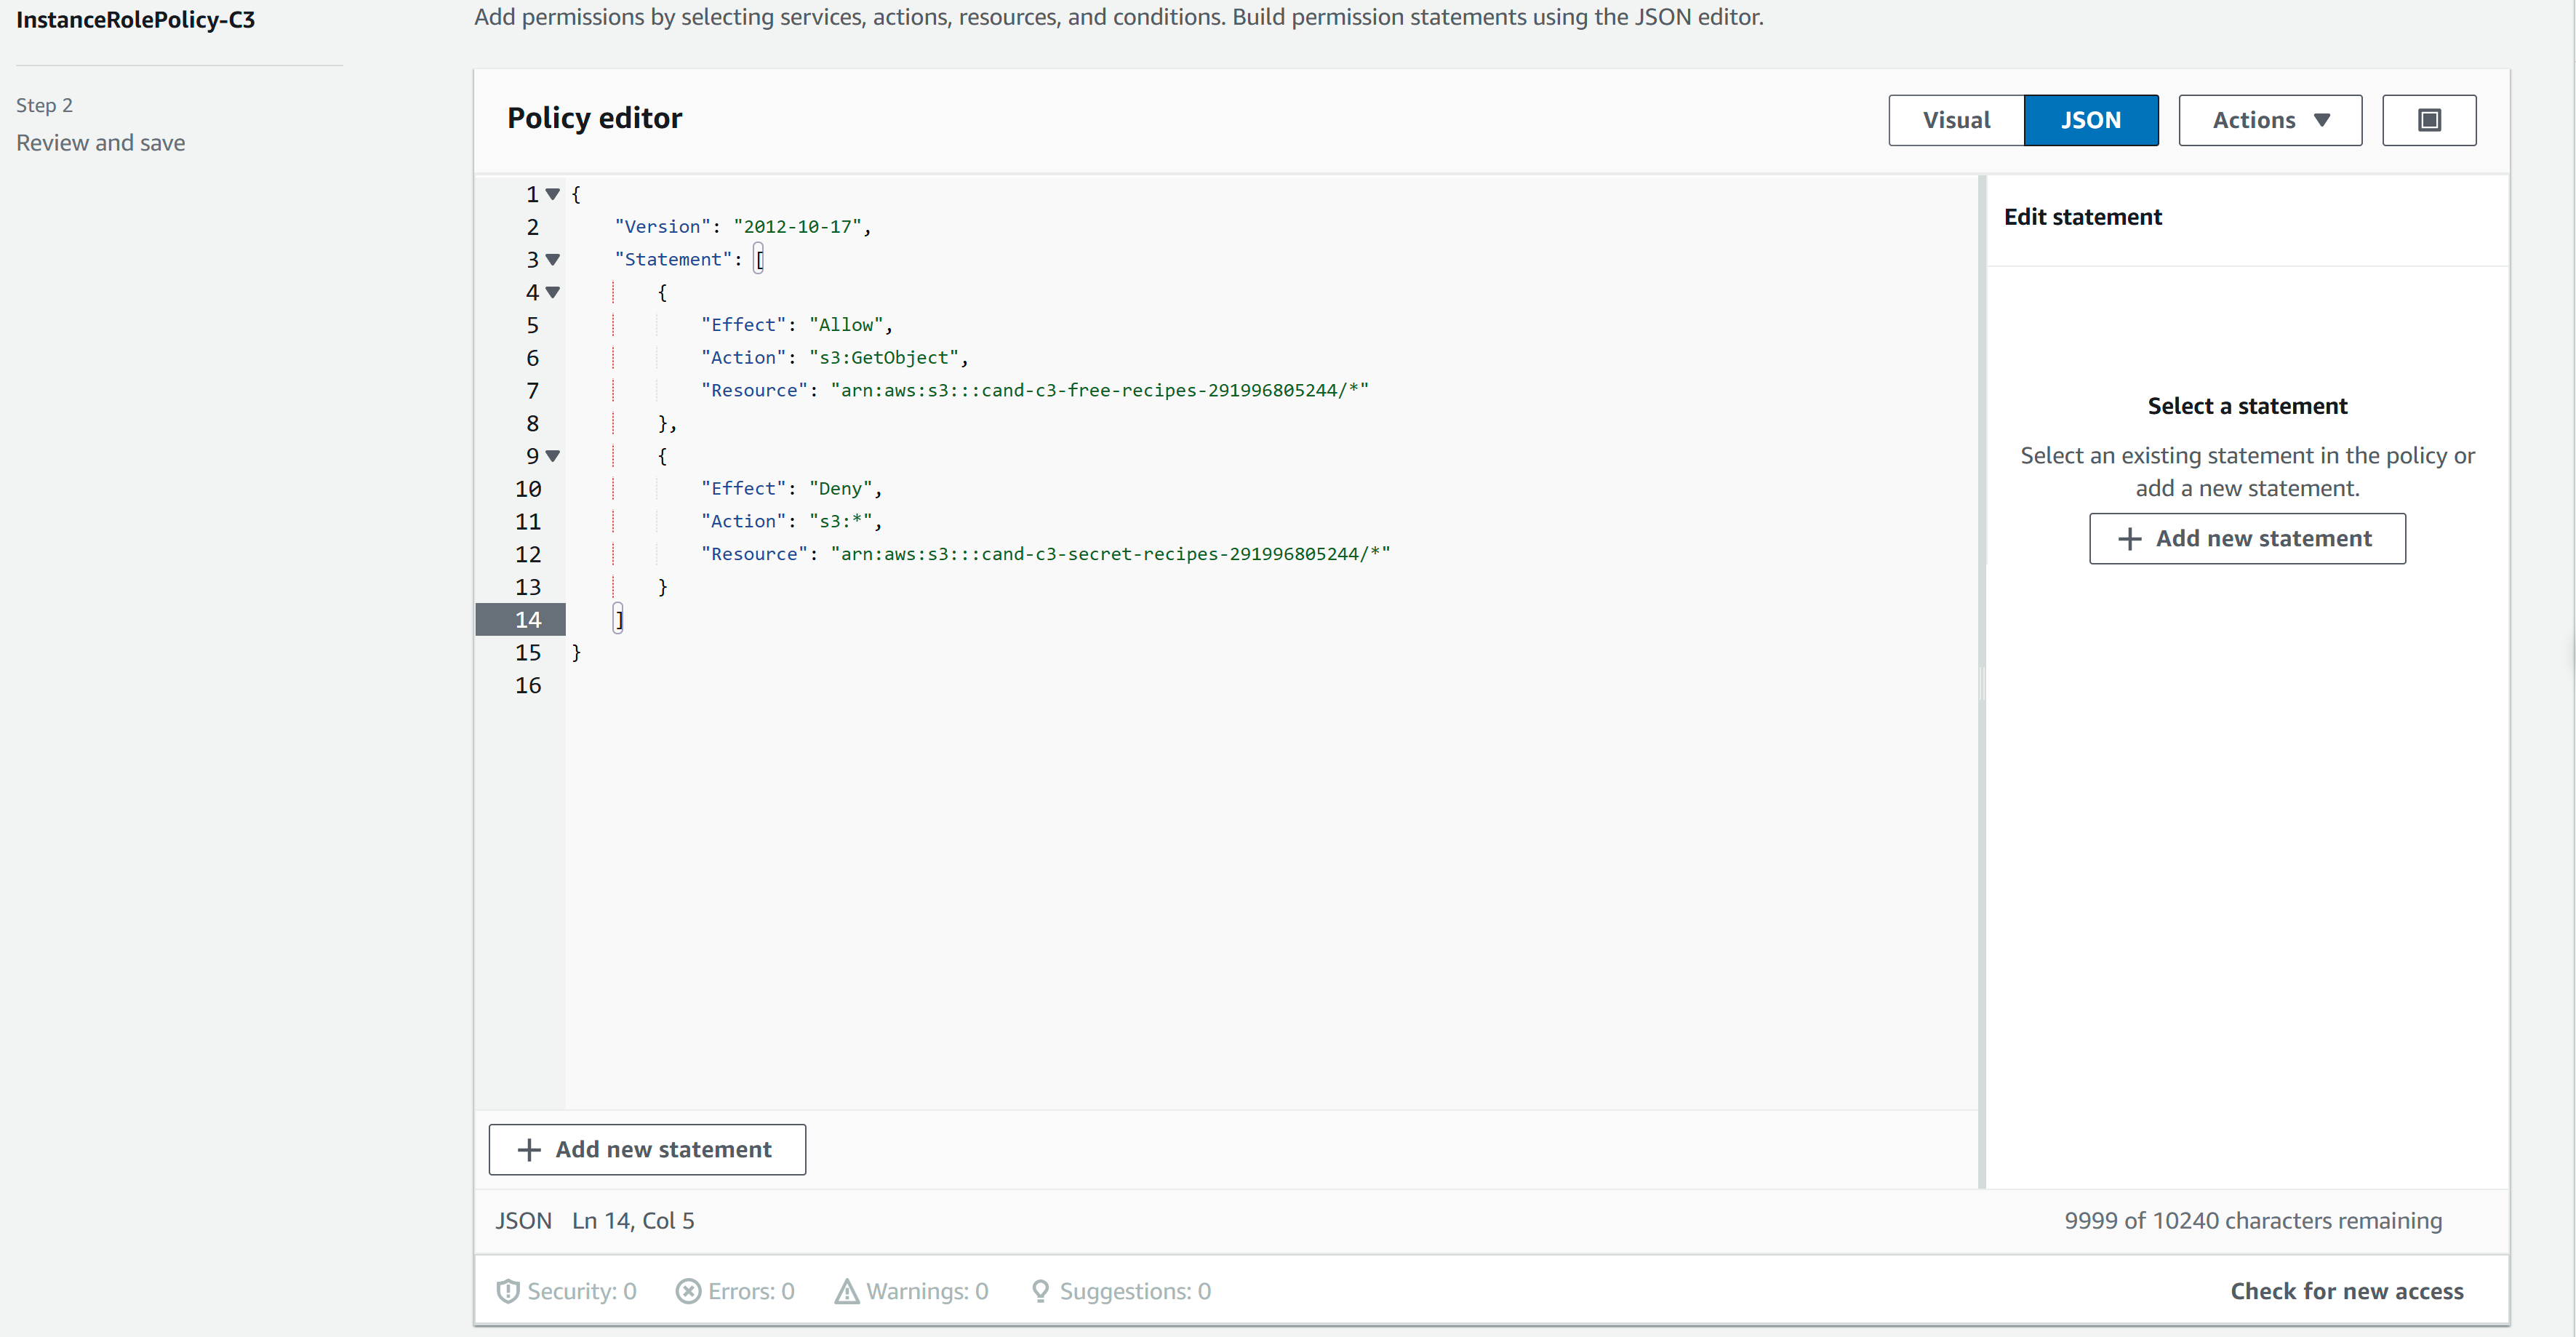 InstanceRolePolicy-C3
Step 2
Review and save
Add permissions by selecting services, actions, resources, and conditions. Build permission statements using the JSON editor.
Policy editor
Visual
JSON
Actions
1 {
2 "Version": "2012-10-17",
3 "Statement": [
4 {
5 "Effect": "Allow",
6 "Action": "s3:GetObject",
7 "Resource": "arn:aws:s3:::cand-c3-free-recipes-291996805244/*"
8 },
9 {
10 "Effect": "Deny",
11 "Action": "s3:*",
12 "Resource": "arn:aws:s3:::cand-c3-secret-recipes-291996805244/*"
13 }
14 ]
15 }
16
Edit statement
Select a statement
Select an existing statement in the policy or
add a new statement.
Add new statement
Add new statement
JSON Ln 14, Col 5
9999 of 10240 characters remaining
Security: 0
Errors: 0
Warnings: 0
Suggestions: 0
Check for new access